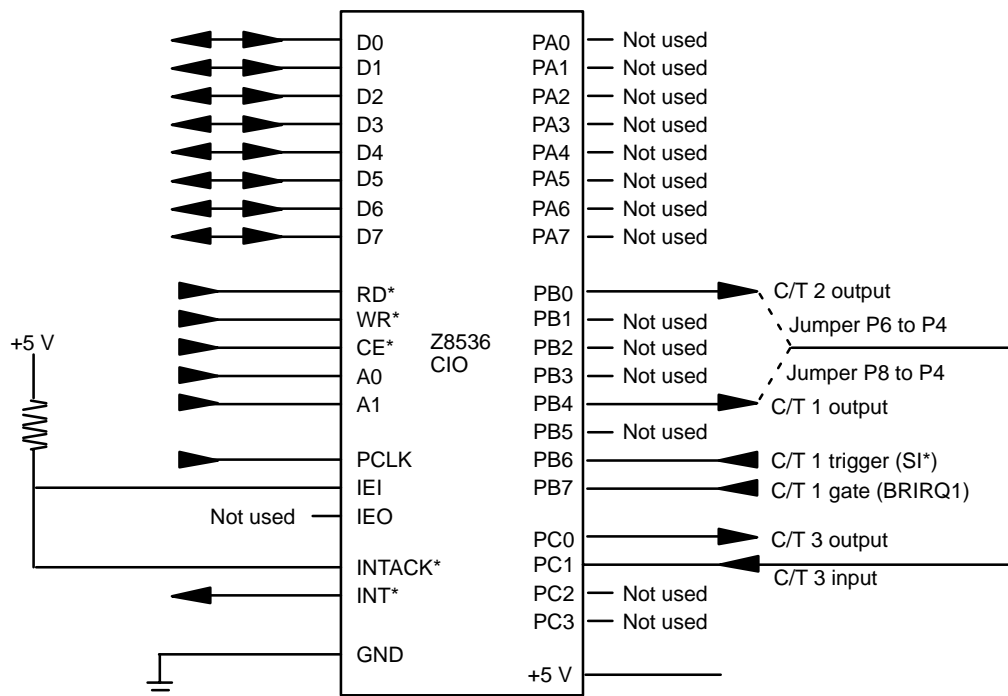 D0 PA0 Not used
D1 PA1 Not used
D2 PA2 Not used
D3 PA3 Not used
D4 PA4 Not used
D5 PA5 Not used
D6 PA6 Not used
D7 PA7 Not used
RD* PB0 C/T 2 output
WR* PB1 Not used
Jumper P6 to P4
+5 V
CE* Z8536 PB2 Not used
CIO
A0 PB3 Not used
Jumper P8 to P4
A1 PB4 C/T 1 output
PB5 Not used
PCLK PB6 C/T 1 trigger (SI*)
IEI PB7 C/T 1 gate (BRIRQ1)
Not used IEO
PC0 C/T 3 output
INTACK* PC1
C/T 3 input
INT* PC2 Not used
PC3 Not used
GND
+5 V